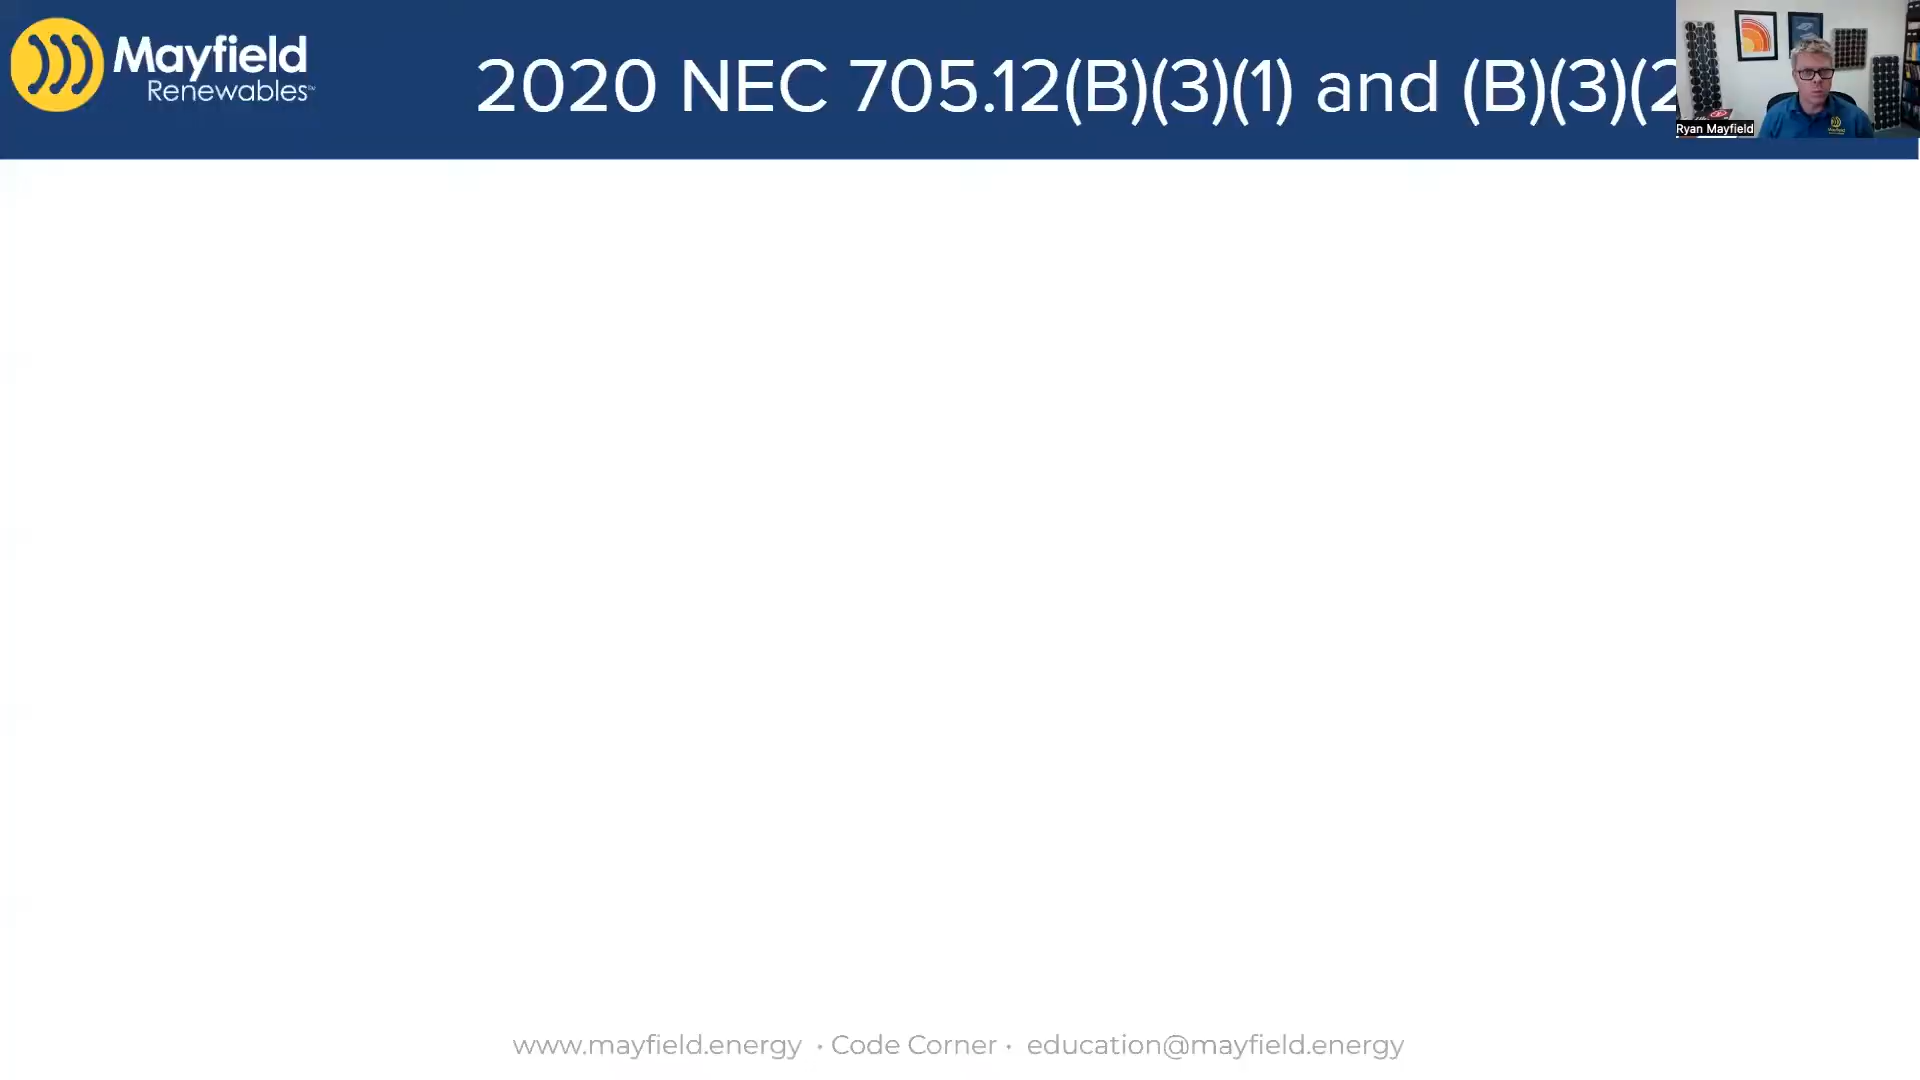 Mayfield
Renewables
2020 NEC 705.12(B)(3)(1) and (B)(3)(2
Ryan Mayfield
www.mayfield.energy • Code Corner • education@mayfield.energy